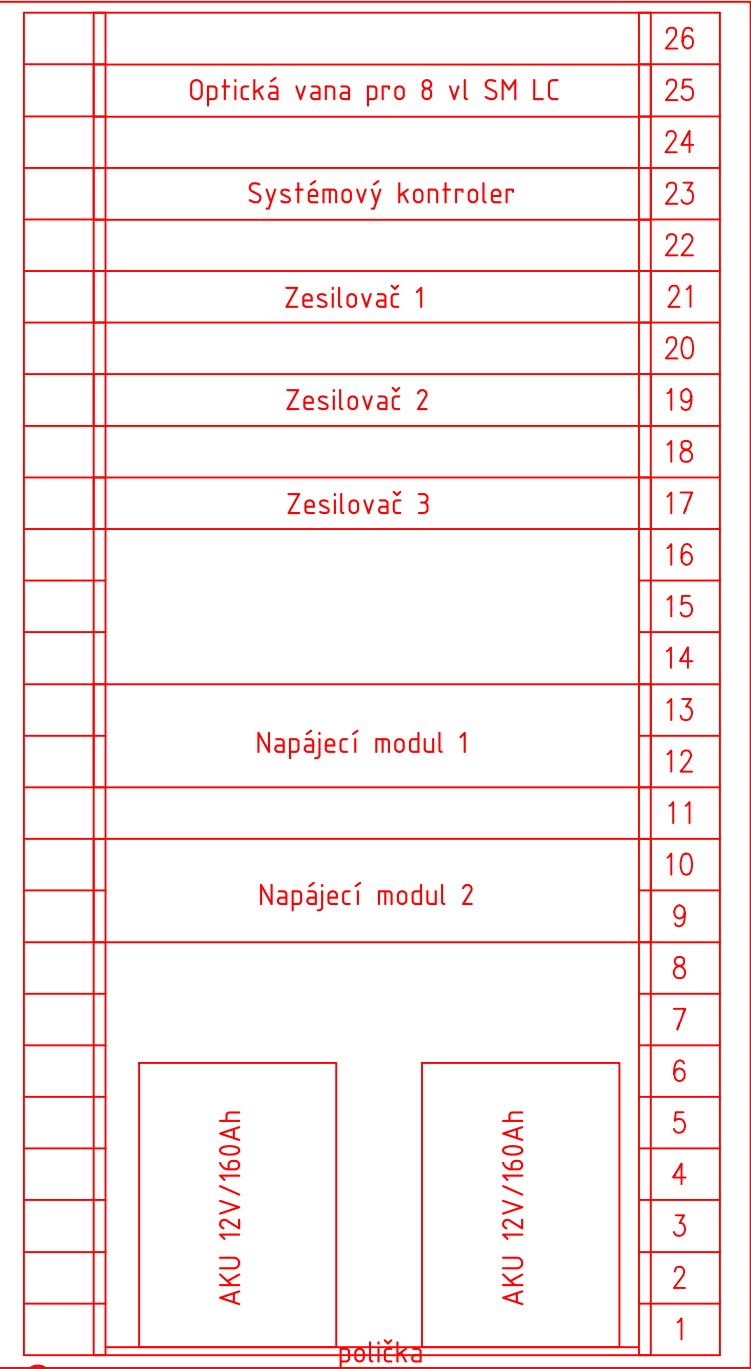 26
Optická vana pro 8 vl SM LC 25
24
Systémový kontroler 23
22
Zesilovač 1 21
20
Zesilovač 2 19
18
Zesilovač 3 17
16
15
14
13
Napájecí modul 1
12
11
10
Napájecí modul 2
9
8
7
6
5
4
3
2
1
AKU 12V/160Ah
AKU 12V/160Ah
polička